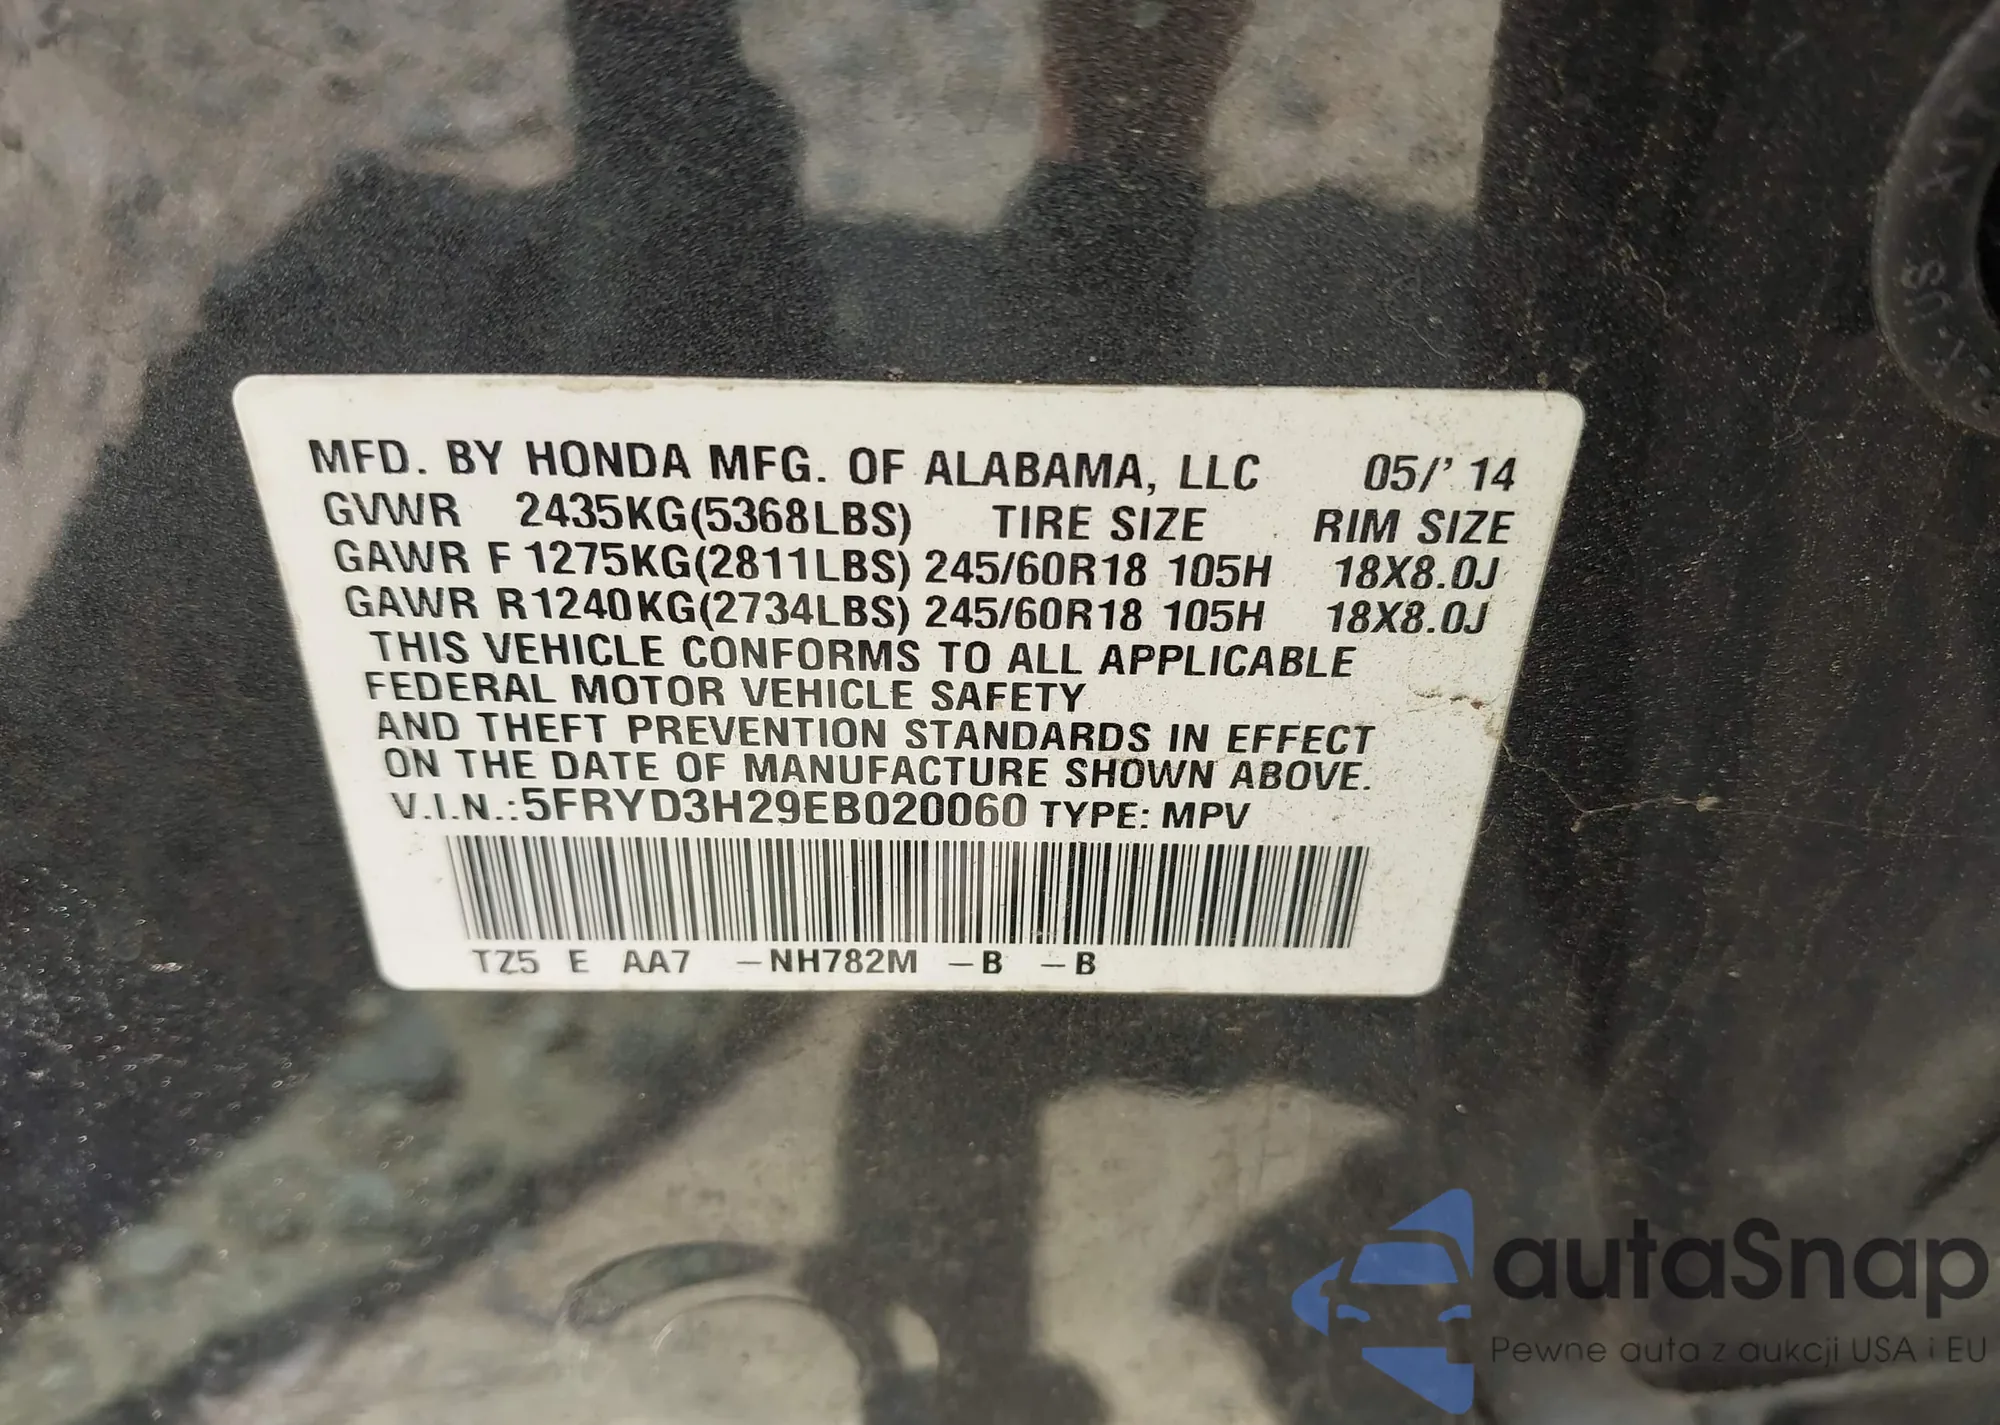 MFD. BY HONDA MFG. OF ALABAMA, LLC 05/' 14
GVWR 2435KG(5368LBS) TIRE SIZE RIM SIZE
GAWR F 1275KG(2811LBS) 245/60R18 105H 18X8.0J
GAWR R1240KG(2734LBS) 245/60R18 105H 18X8.0J
THIS VEHICLE CONFORMS TO ALL APPLICABLE
FEDERAL MOTOR VEHICLE SAFETY
AND THEFT PREVENTION STANDARDS IN EFFECT
ON THE DATE OF MANUFACTURE SHOWN ABOVE.
V.I.N.: 5FRYD3H29EB020060 TYPE: MPV
TZ5 E AA7 -NH782M -B -B
autaSnap
Pewne auta z aukcji USA i EU